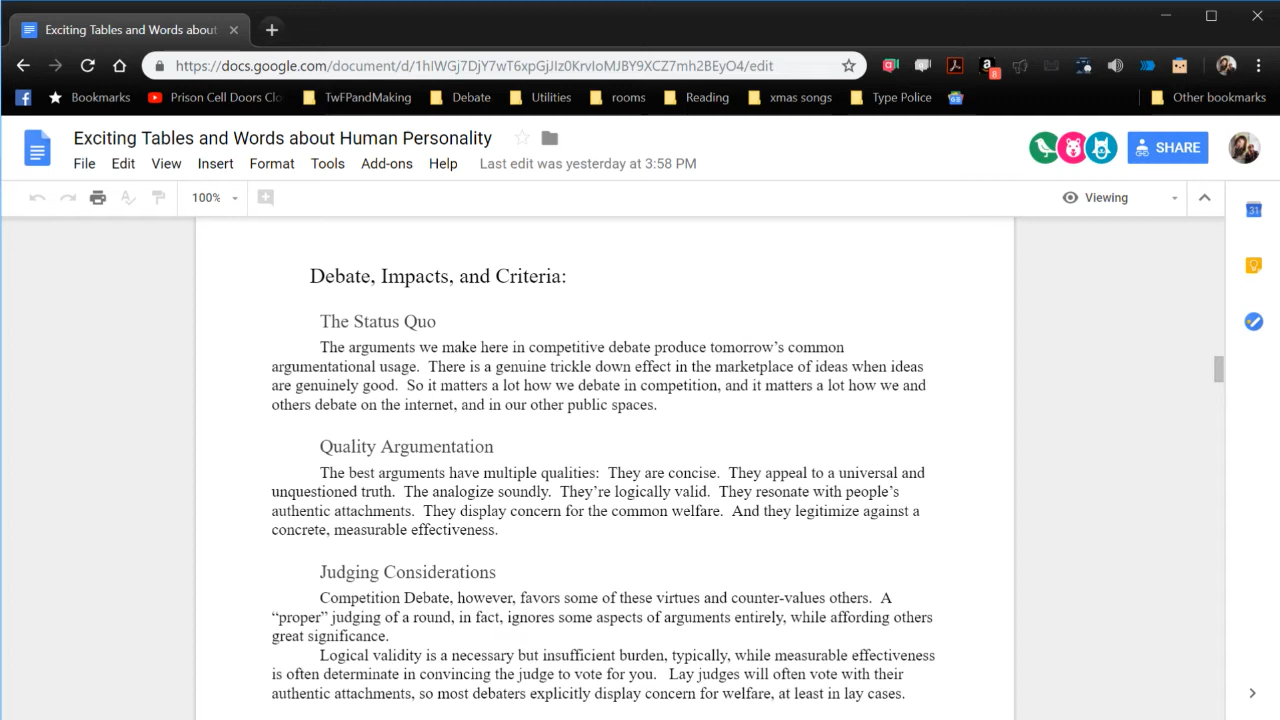 Exciting Tables and Words about
https://docs.google.com/document/d/1hIWGj7DjY7wT6xpGjJIz0KrvIoMJBY9XCZ7mh2BEyO4/edit
8
Bookmarks Prison Cell Doors Clo TwFPandMaking Debate Utilities rooms Reading xmas songs Type Police Other bookmarks
Exciting Tables and Words about Human Personality
SHARE
File Edit View Insert Format Tools Add-ons Help Last edit was yesterday at 3:58 PM
100% Viewing
31
Debate, Impacts, and Criteria:
The Status Quo
The arguments we make here in competitive debate produce tomorrow’s common
argumentational usage. There is a genuine trickle down effect in the marketplace of ideas when ideas
are genuinely good. So it matters a lot how we debate in competition, and it matters a lot how we and
others debate on the internet, and in our other public spaces.
Quality Argumentation
The best arguments have multiple qualities: They are concise. They appeal to a universal and
unquestioned truth. The analogize soundly. They’re logically valid. They resonate with people’s
authentic attachments. They display concern for the common welfare. And they legitimize against a
concrete, measurable effectiveness.
Judging Considerations
Competition Debate, however, favors some of these virtues and counter-values others. A
“proper” judging of a round, in fact, ignores some aspects of arguments entirely, while affording others
great significance.
Logical validity is a necessary but insufficient burden, typically, while measurable effectiveness
is often determinate in convincing the judge to vote for you. Lay judges will often vote with their
authentic attachments, so most debaters explicitly display concern for welfare, at least in lay cases.